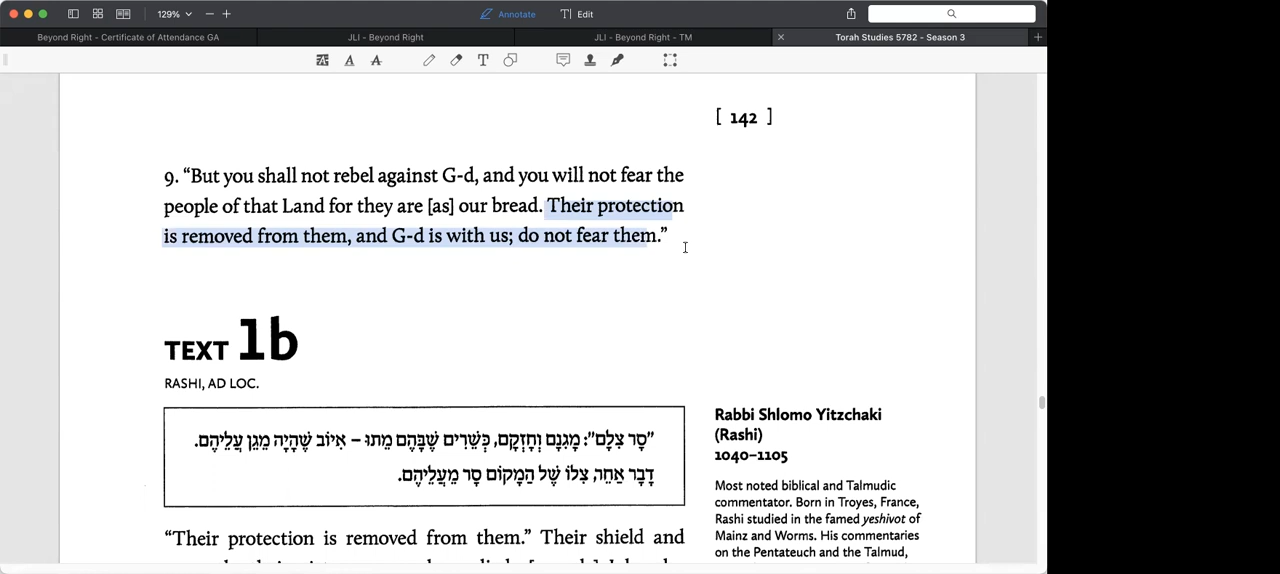 129%
Annotate
Edit
Beyond Right - Certificate of Attendance GA
JLI - Beyond Right
JLI - Beyond Right - TM
Torah Studies 5782 - Season 3
[ 142 ]
9. “But you shall not rebel against G-d, and you will not fear the
people of that Land for they are [as] our bread. Their protection
is removed from them, and G-d is with us; do not fear them.”
TEXT 1b
RASHI, AD LOC.
"סָר צִלָּם": מָגִנָּם וְחָזְקָם, כְּשֵׁרִים שֶׁבָּהֶם מֵתוּ – אִיּוֹב שֶׁהָיָה מֵגֵן עֲלֵיהֶם.
דָּבָר אַחֵר, צִלּוֹ שֶׁל הַמָּקוֹם סָר מֵעֲלֵיהֶם.
“Their protection is removed from them.” Their shield and
Rabbi Shlomo Yitzchaki
(Rashi)
1040–1105
Most noted biblical and Talmudic
commentator. Born in Troyes, France,
Rashi studied in the famed yeshivot of
Mainz and Worms. His commentaries
on the Pentateuch and the Talmud,